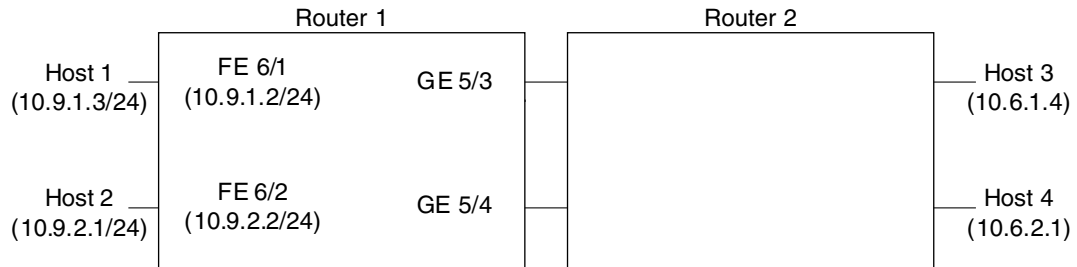 Router 1
Router 2
Host 1
(10.9.1.3/24)
FE 6/1
(10.9.1.2/24)
GE 5/3
Host 3
(10.6.1.4)
Host 2
(10.9.2.1/24)
FE 6/2
(10.9.2.2/24)
GE 5/4
Host 4
(10.6.2.1)